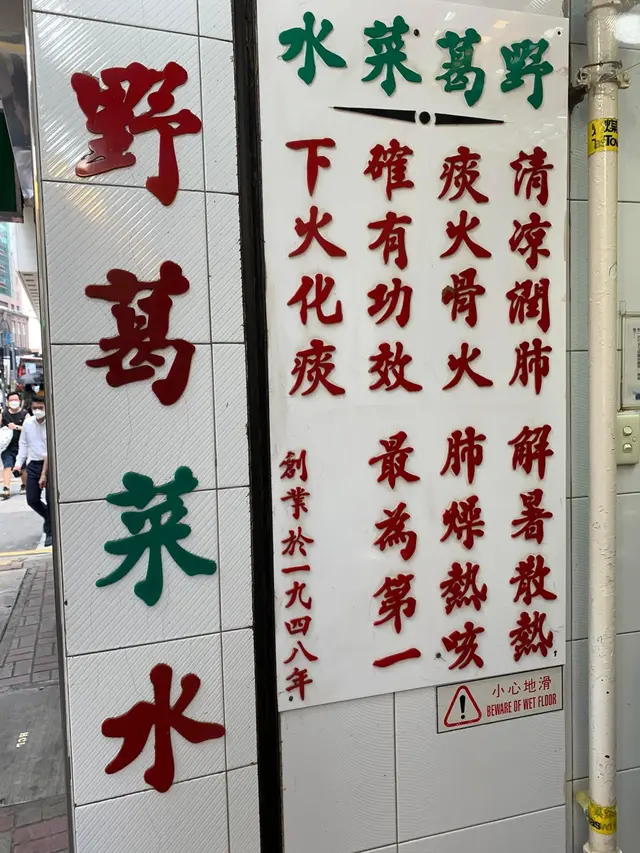 野葛菜水
野葛菜水
清凉潤肺 解暑散熱
痰火骨火 肺燥熱咳
確有功效 最為第一
下火化痰
創業於一九四八年
小心地滑
BEWARE OF WET FLOOR